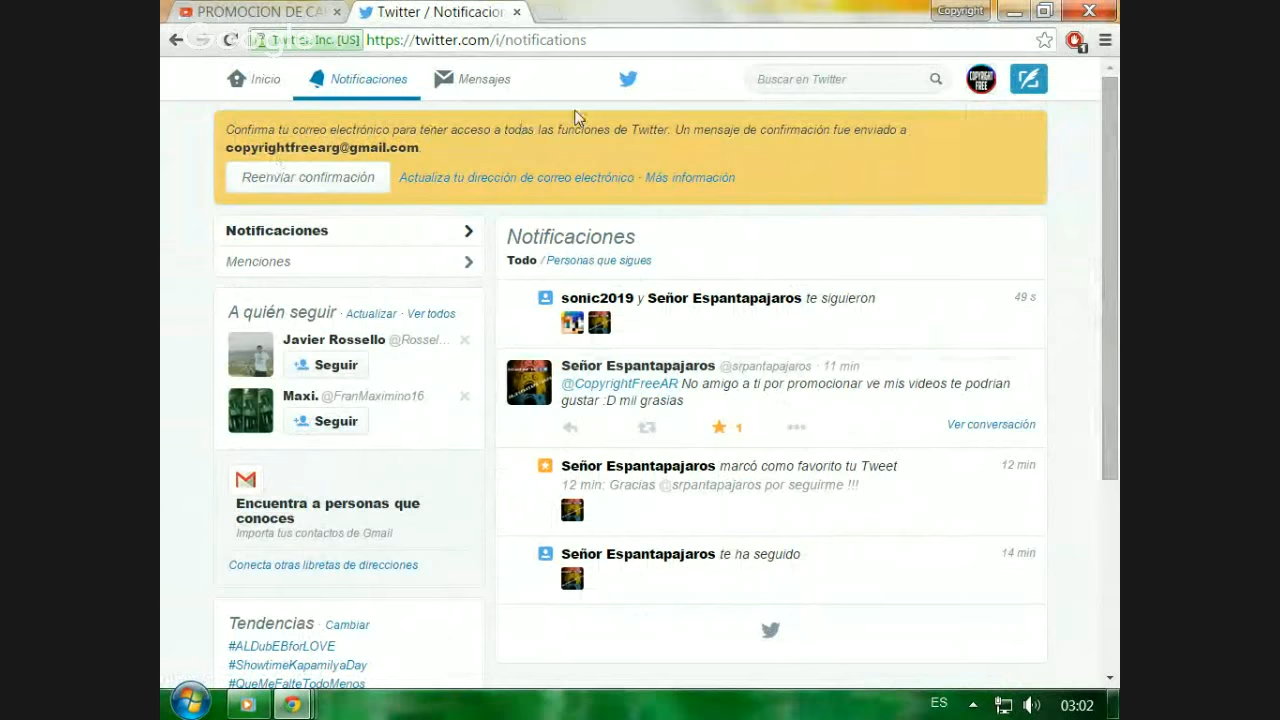 PROMOCION DE CA
Twitter / Notificacion
Copyright
Twitter, Inc. [US]
https://twitter.com/i/notifications
1
Inicio
Notificaciones
Mensajes
Buscar en Twitter
COPYRIGHT
FREE
Confirma tu correo electrónico para tener acceso a todas las funciones de Twitter. Un mensaje de confirmación fue enviado a
copyrightfreearg@gmail.com.
Reenviar confirmación
Actualiza tu dirección de correo electrónico · Más información
Notificaciones
Menciones
A quién seguir · Actualizar · Ver todos
Javier Rossello @Rossel...
Seguir
Maxi. @FranMaximino16
Seguir
Encuentra a personas que
conoces
Importa tus contactos de Gmail
Conecta otras libretas de direcciones
Tendencias · Cambiar
#ALDubEBforLOVE
#ShowtimeKapamilyaDay
#QueMeFalteTodoMenos
Notificaciones
Todo / Personas que sigues
sonic2019 y Señor Espantapajaros te siguieron
49 s
Señor Espantapajaros @srpantapajaros · 11 min
@CopyrightFreeAR No amigo a ti por promocionar ve mis videos te podrian
gustar :D mil grasias
1
Ver conversación
Señor Espantapajaros marcó como favorito tu Tweet
12 min
12 min: Gracias @srpantapajaros por seguirme !!!
Señor Espantapajaros te ha seguido
14 min
ES
03:02